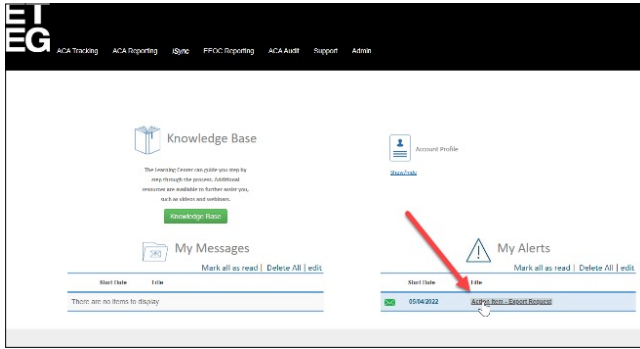 ET
EG
ACA Tracking ACA Reporting iSync EEOC Reporting ACA Audit Support Admin
Knowledge Base
Account Profile
The Learning Center can guide you step by
step through the process. Additional
resources are available to further assist you,
such as videos and webinars.
Show/Hide
Knowledge Base
My Messages
My Alerts
Mark all as read | Delete All | edit
Mark all as read | Delete All | edit
Start Date Title
Start Date Title
There are no items to display
05/04/2022 Action Item - Export Request